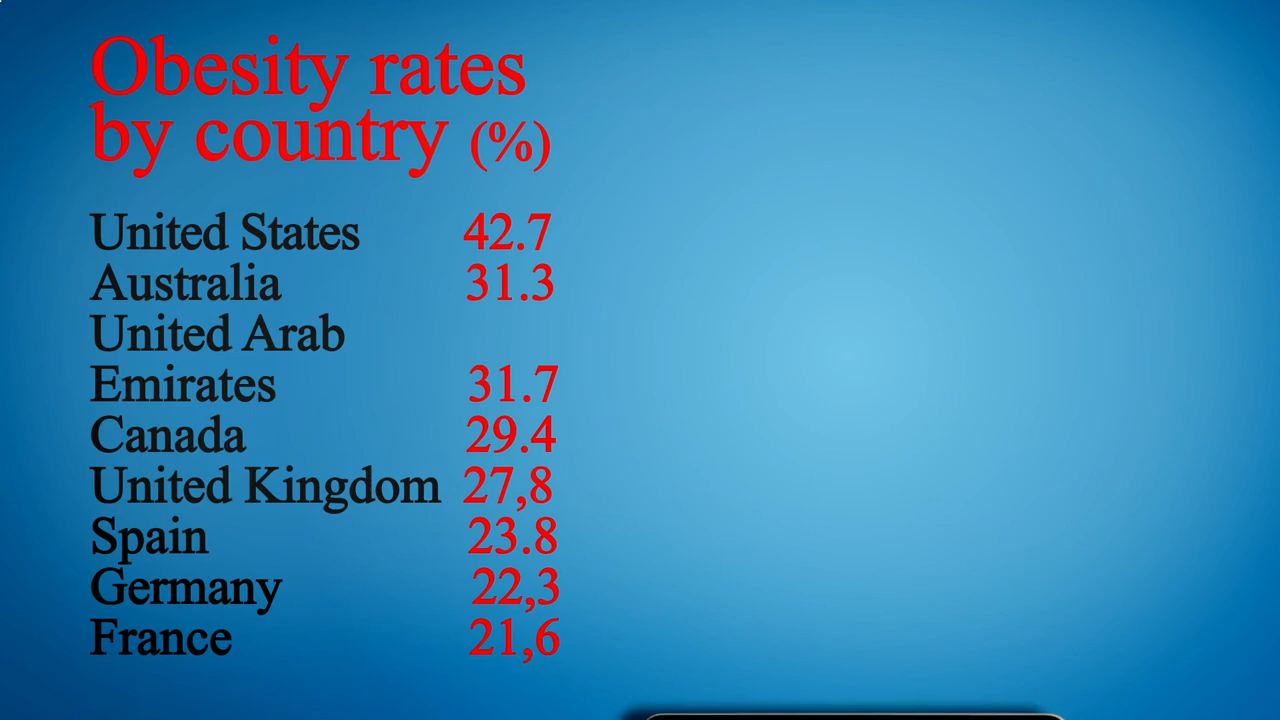 Obesity rates
by country (%)
United States 42.7
Australia 31.3
United Arab
Emirates 31.7
Canada 29.4
United Kingdom 27,8
Spain 23.8
Germany 22,3
France 21,6